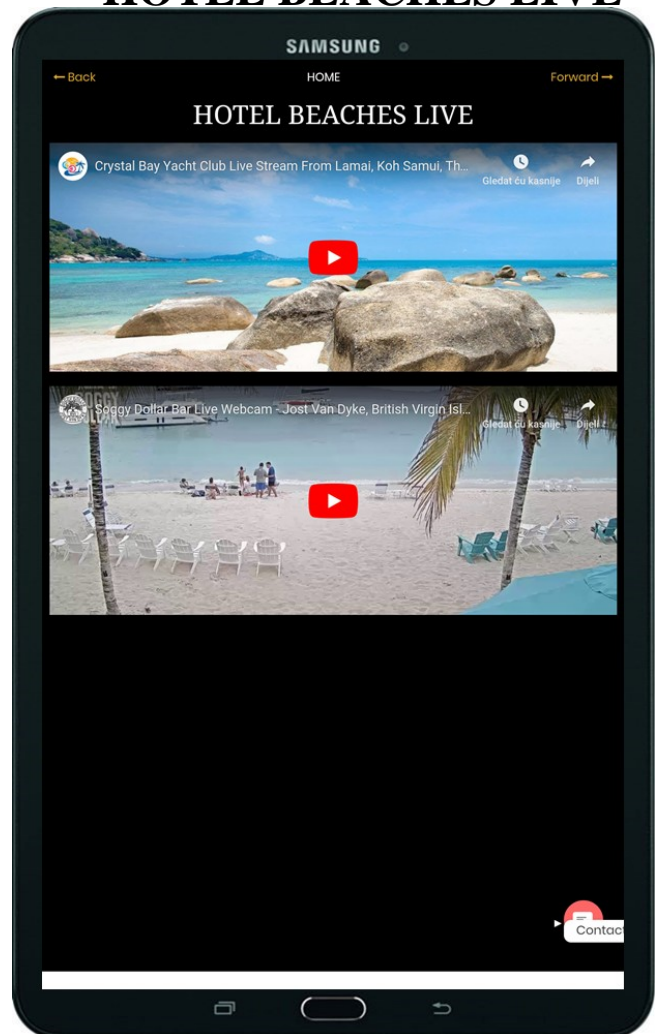 HOTEL BEACHES LIVE
SAMSUNG
← Back
HOME
Forward →
HOTEL BEACHES LIVE
Crystal Bay Yacht Club Live Stream From Lamai, Koh Samui, Th...
Gledat ću kasnije
Dijeli
Soggy Dollar Bar Live Webcam - Jost Van Dyke, British Virgin Isl...
Gledat ću kasnije
Dijeli
Contact